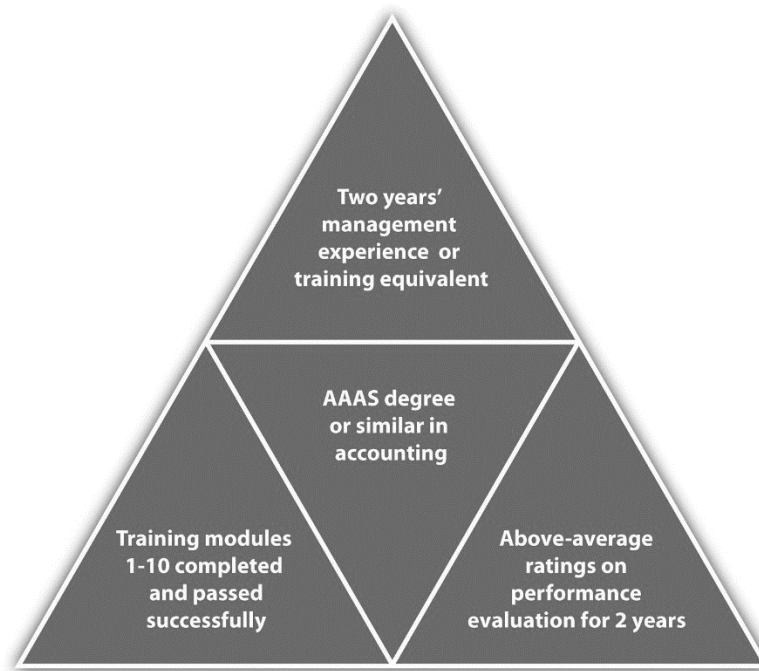 Two years’
management
experience or
training equivalent
AAAS degree
or similar in
accounting
Training modules
1-10 completed
and passed
successfully
Above-average
ratings on
performance
evaluation for 2 years